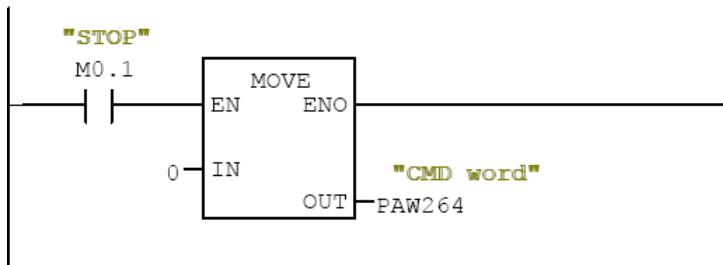 "STOP"
M0.1
MOVE
EN ENO
0 IN
"CMD word"
OUT PAW264